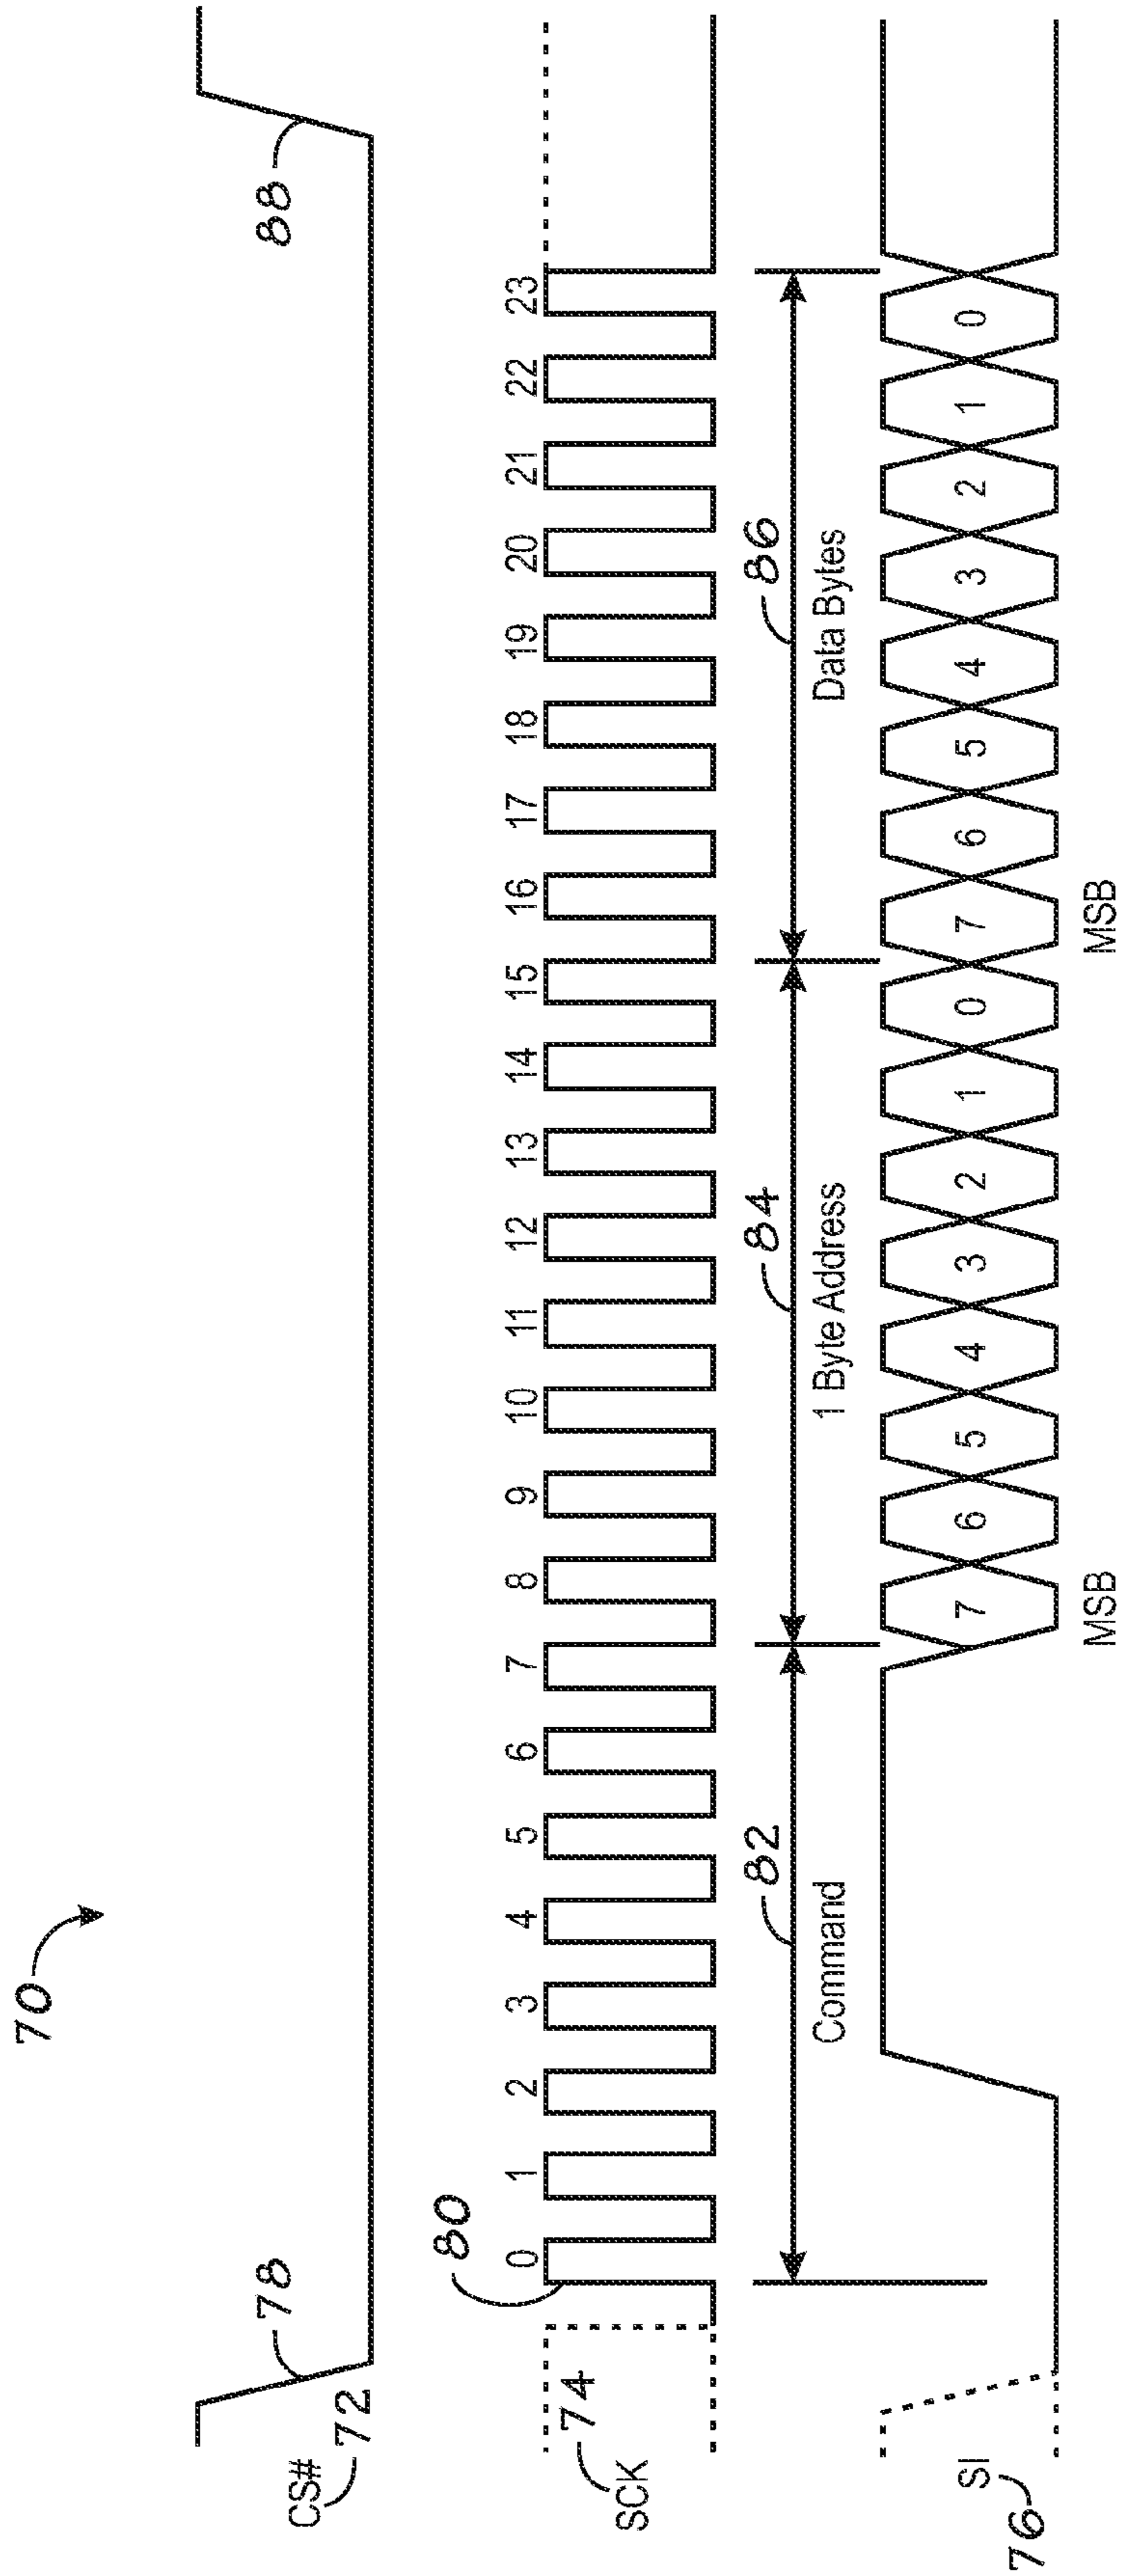 70
78
88
CS#
72
80
0 1 2 3 4 5 6 7 8 9 10 11 12 13 14 15 16 17 18 19 20 21 22 23
74
SCK
82
84
86
Command
1 Byte Address
Data Bytes
SI
76
7 6 5 4 3 2 1 0 7 6 5 4 3 2 1 0
MSB
MSB